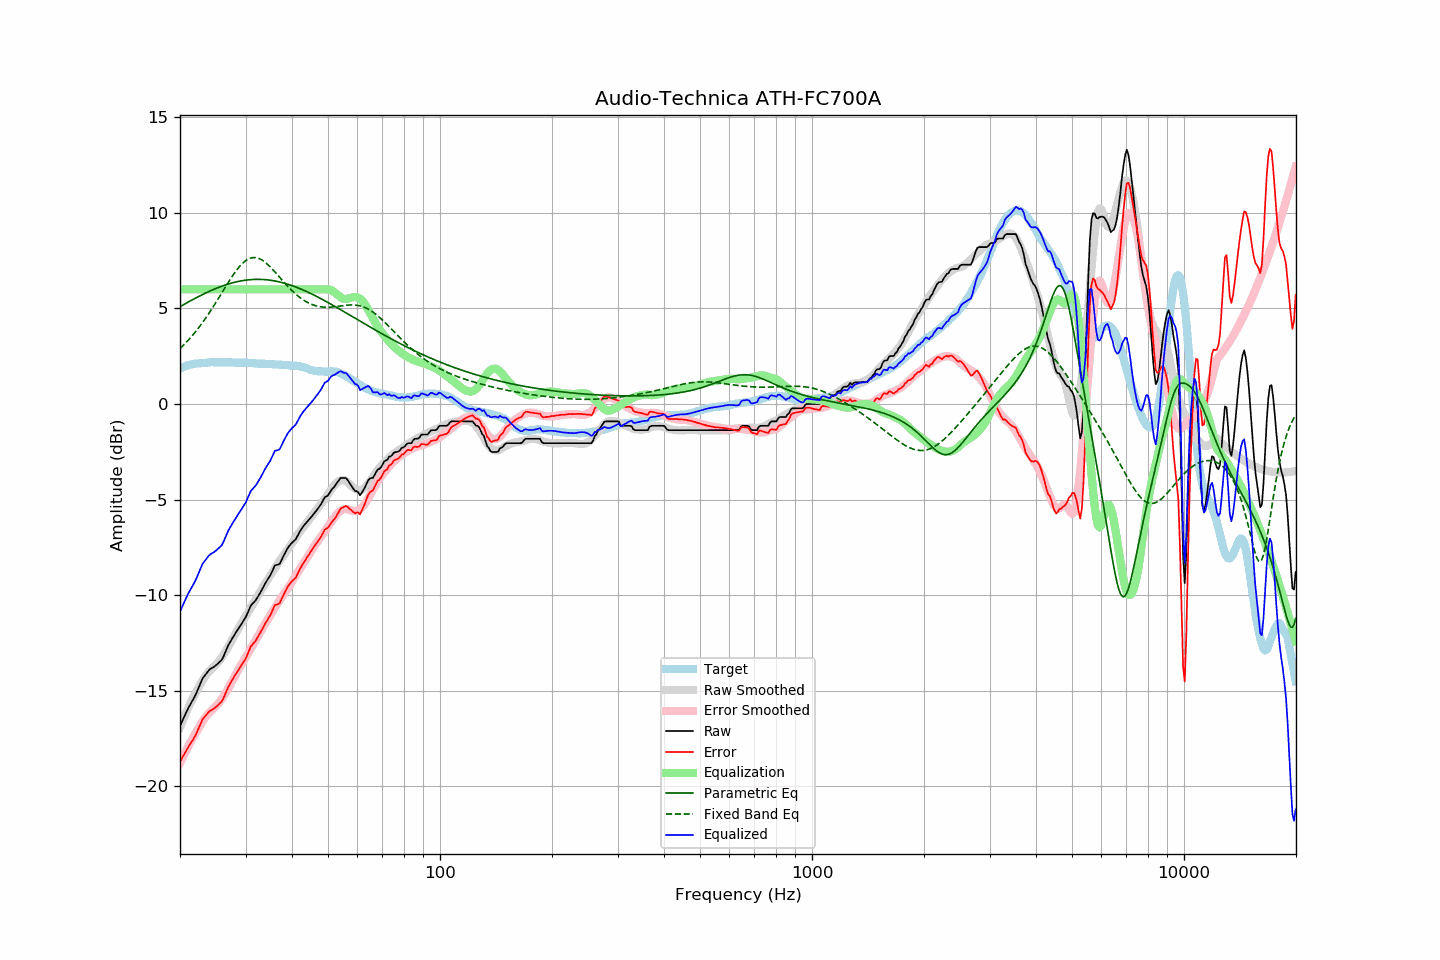 Audio-Technica ATH-FC700A
15
10
5
0
−5
−10
−15
−20
Amplitude (dBr)
100
1000
10000
Frequency (Hz)
Target
Raw Smoothed
Error Smoothed
Raw
Error
Equalization
Parametric Eq
Fixed Band Eq
Equalized